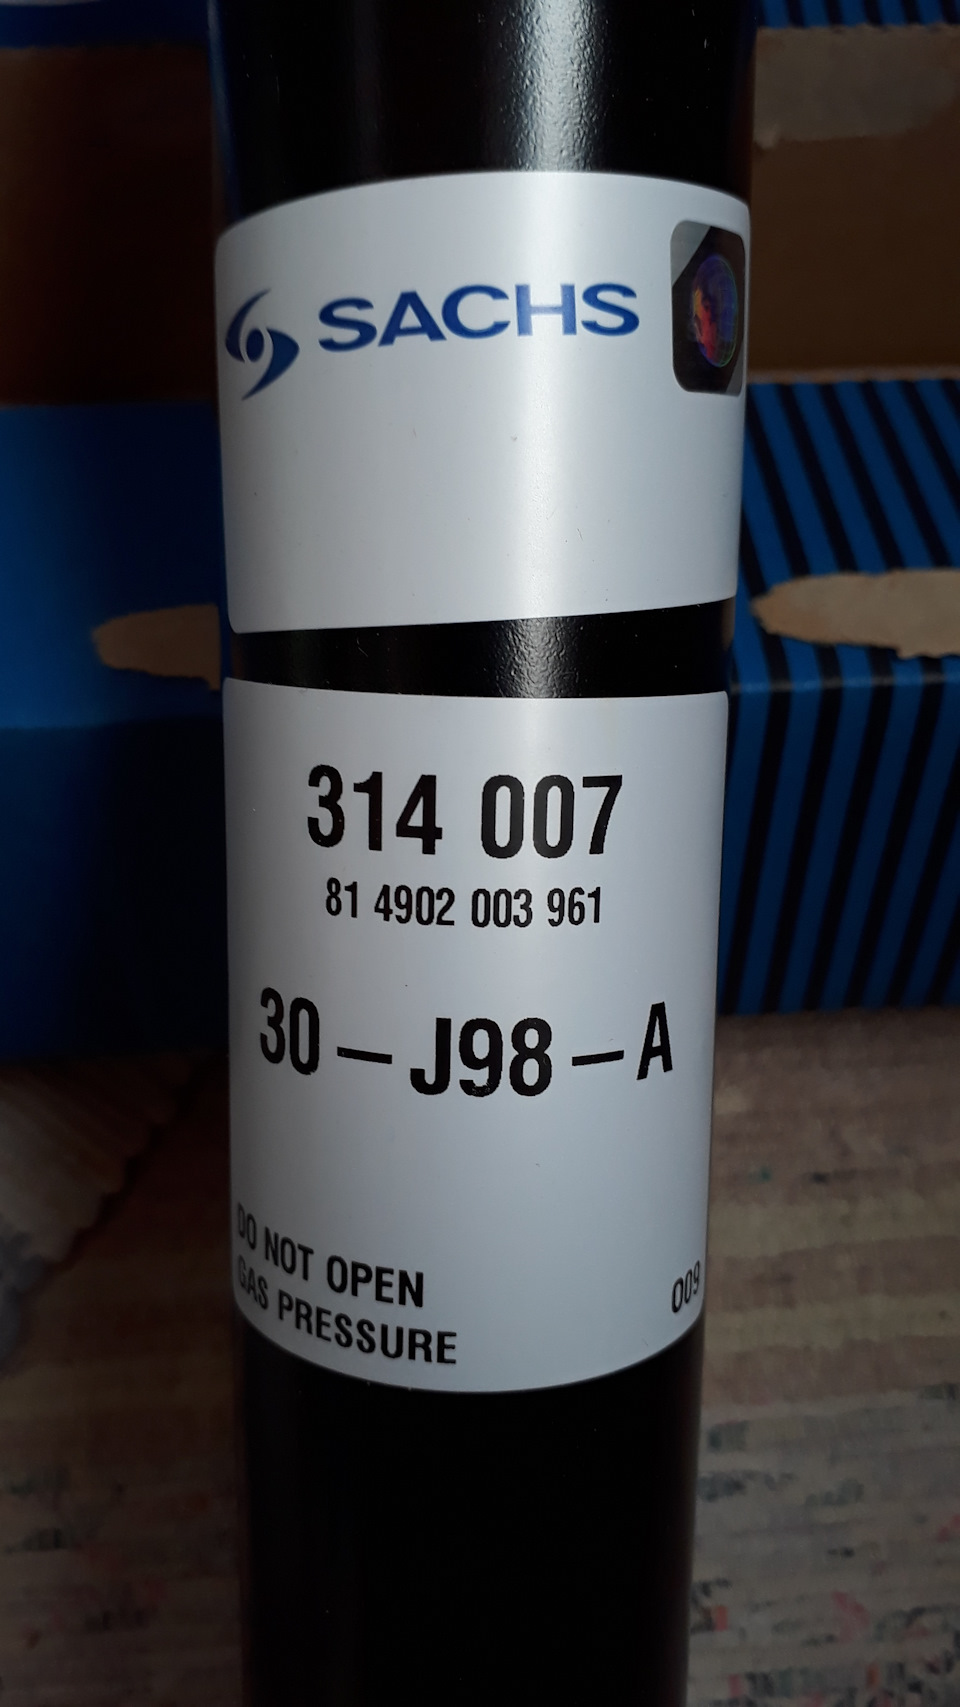 SACHS
314 007
81 4902 003 961
30 – J98 – A
DO NOT OPEN
GAS PRESSURE
009